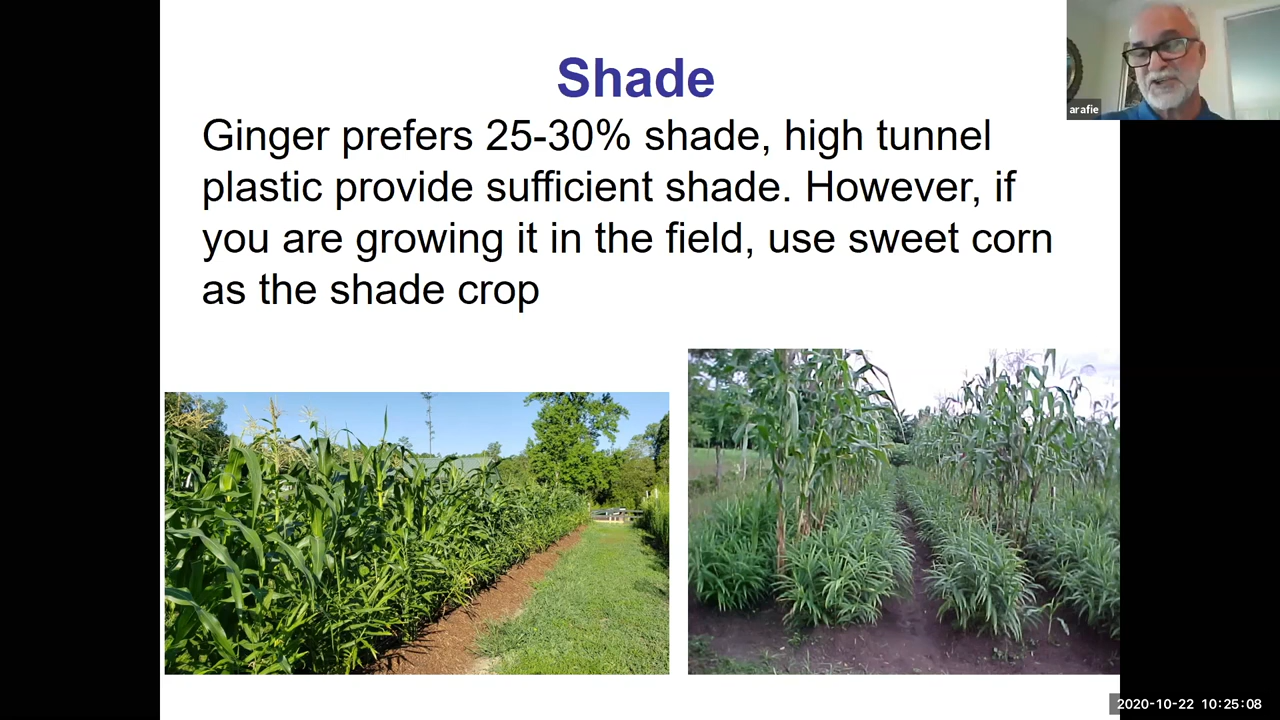 Shade
Ginger prefers 25-30% shade, high tunnel
plastic provide sufficient shade. However, if
you are growing it in the field, use sweet corn
as the shade crop
arafie
2020-10-22 10:25:08